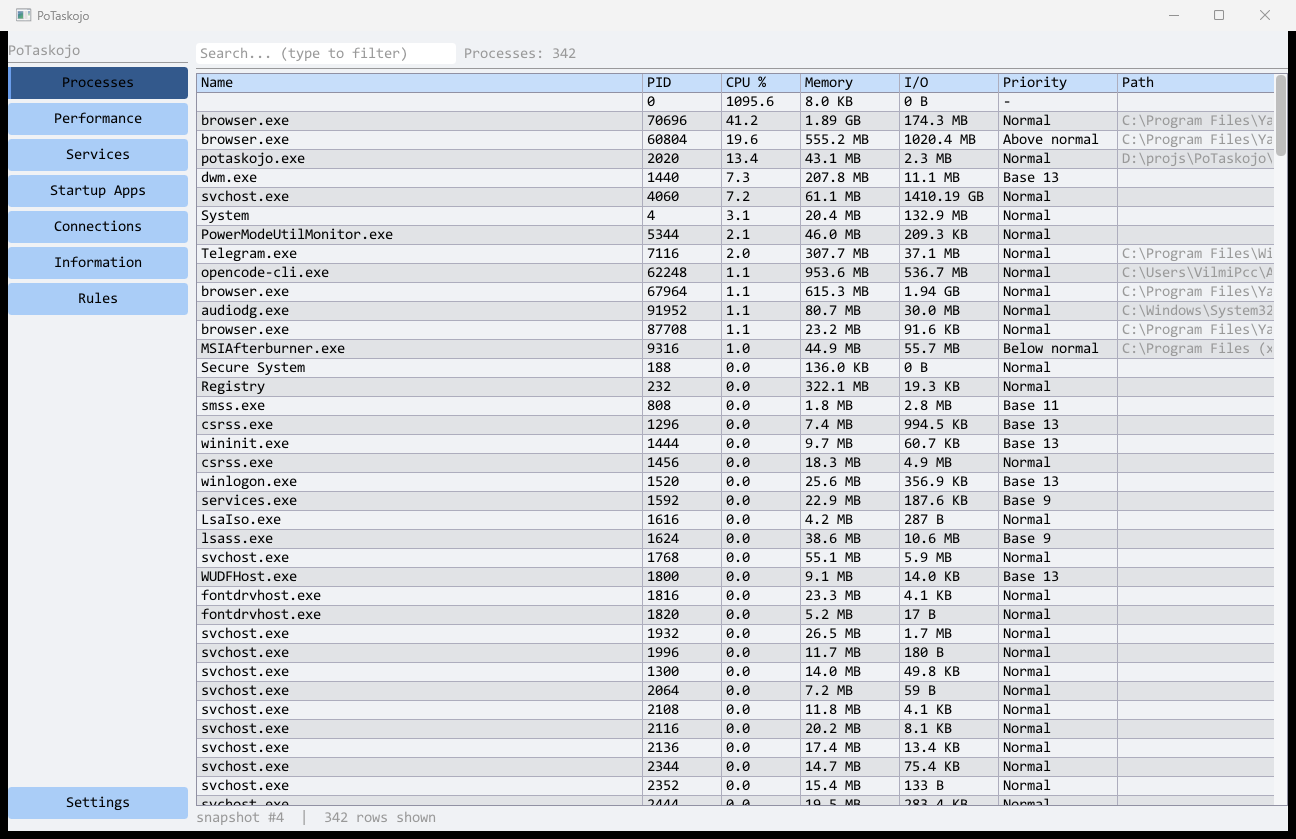 PoTaskojo
PoTaskojo
Search... (type to filter) Processes: 342
Processes
Performance
Services
Startup Apps
Connections
Information
Rules
Settings
Name PID CPU % Memory I/O Priority Path
0 1095.6 8.0 KB 0 B -
browser.exe 70696 41.2 1.89 GB 174.3 MB Normal C:\Program Files\Ya
browser.exe 60804 19.6 555.2 MB 1020.4 MB Above normal C:\Program Files\Ya
potaskojo.exe 2020 13.4 43.1 MB 2.3 MB Normal D:\projs\PoTaskojo\
dwm.exe 1440 7.3 207.8 MB 11.1 MB Base 13
svchost.exe 4060 7.2 61.1 MB 1410.19 GB Normal
System 4 3.1 20.4 MB 132.9 MB Normal
PowerModeUtilMonitor.exe 5344 2.1 46.0 MB 209.3 KB Normal
Telegram.exe 7116 2.0 307.7 MB 37.1 MB Normal C:\Program Files\Wi
opencode-cli.exe 62248 1.1 953.6 MB 536.7 MB Normal C:\Users\VilmiPcc\A
browser.exe 67964 1.1 615.3 MB 1.94 GB Normal C:\Program Files\Ya
audiodg.exe 91952 1.1 80.7 MB 30.0 MB Normal C:\Windows\System32
browser.exe 87708 1.1 23.2 MB 91.6 KB Normal C:\Program Files\Ya
MSIAfterburner.exe 9316 1.0 44.9 MB 55.7 MB Below normal C:\Program Files (x
Secure System 188 0.0 136.0 KB 0 B Normal
Registry 232 0.0 322.1 MB 19.3 KB Normal
smss.exe 808 0.0 1.8 MB 2.8 MB Base 11
csrss.exe 1296 0.0 7.4 MB 994.5 KB Base 13
wininit.exe 1444 0.0 9.7 MB 60.7 KB Base 13
csrss.exe 1456 0.0 18.3 MB 4.9 MB Normal
winlogon.exe 1520 0.0 25.6 MB 356.9 KB Base 13
services.exe 1592 0.0 22.9 MB 187.6 KB Base 9
LsaIso.exe 1616 0.0 4.2 MB 287 B Normal
lsass.exe 1624 0.0 38.6 MB 10.6 MB Base 9
svchost.exe 1768 0.0 55.1 MB 5.9 MB Normal
WUDFHost.exe 1800 0.0 9.1 MB 14.0 KB Base 13
fontdrvhost.exe 1816 0.0 23.3 MB 4.1 KB Normal
fontdrvhost.exe 1820 0.0 5.2 MB 17 B Normal
svchost.exe 1932 0.0 26.5 MB 1.7 MB Normal
svchost.exe 1996 0.0 11.7 MB 180 B Normal
svchost.exe 1300 0.0 14.0 MB 49.8 KB Normal
svchost.exe 2064 0.0 7.2 MB 59 B Normal
svchost.exe 2108 0.0 11.8 MB 4.1 KB Normal
svchost.exe 2116 0.0 20.2 MB 8.1 KB Normal
svchost.exe 2136 0.0 17.4 MB 13.4 KB Normal
svchost.exe 2344 0.0 14.7 MB 75.4 KB Normal
svchost.exe 2352 0.0 15.4 MB 133 B Normal
svchost.exe 2444 0.0 19.5 MB 283.4 KB Normal
snapshot #4 | 342 rows shown